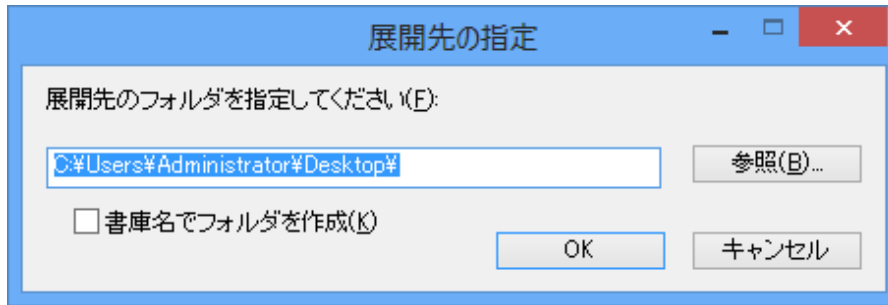 展開先の指定
展開先のフォルダを指定してください(F):
C:¥Users¥Administrator¥Desktop¥
参照(B)...
書庫名でフォルダを作成(K)
OK
キャンセル